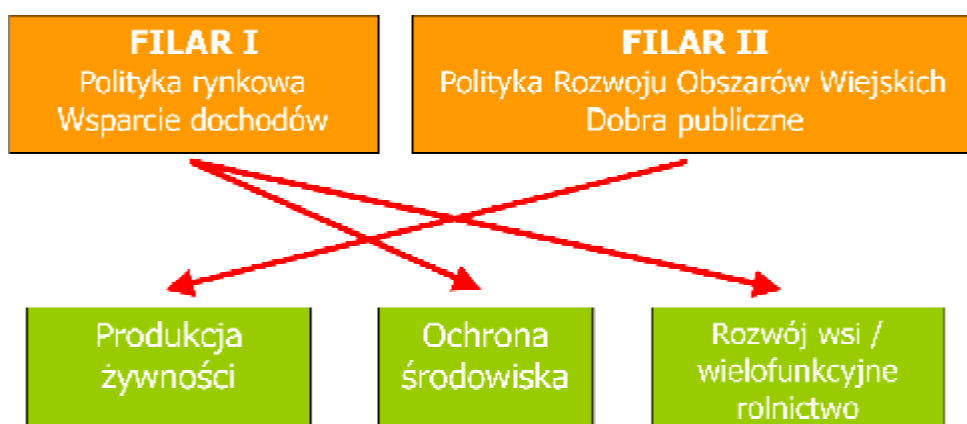 FILAR I
Polityka rynkowa
Wsparcie dochodów
FILAR II
Polityka Rozwoju Obszarów Wiejskich
Dobra publiczne
Produkcja
żywności
Ochrona
środowiska
Rozwój wsi /
wielofunkcyjne
rolnictwo